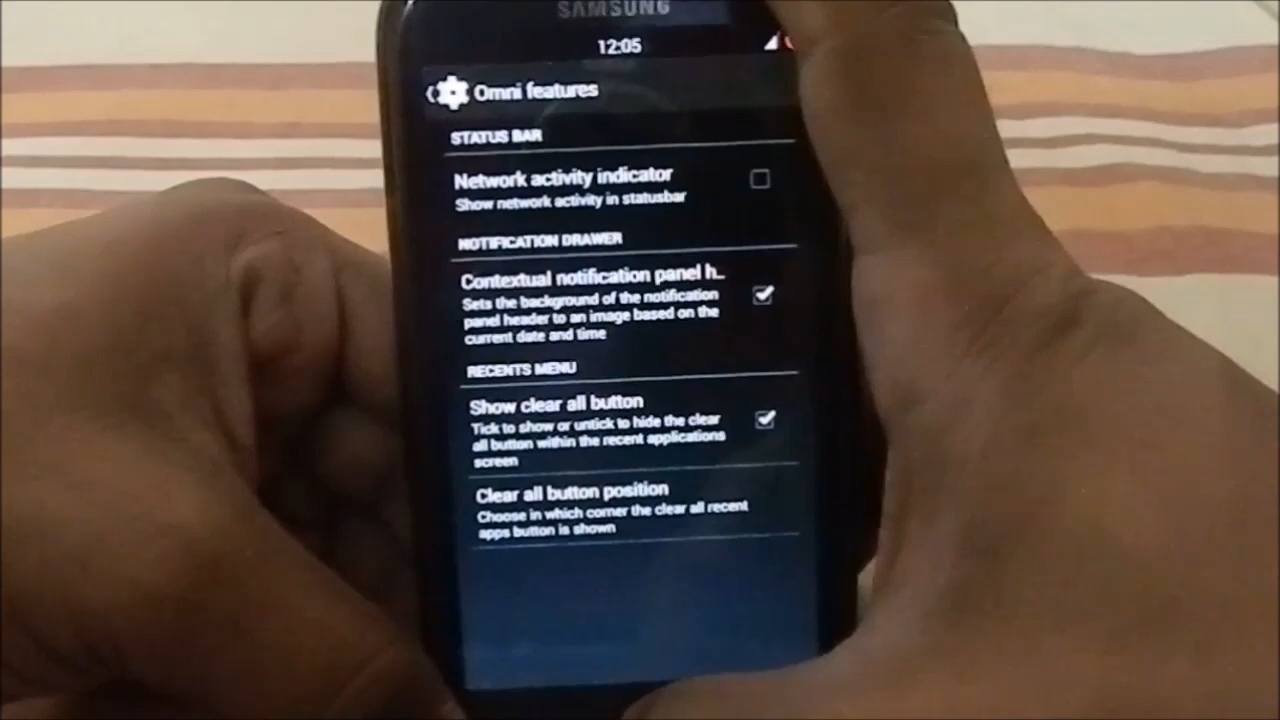 SAMSUNG
12:05
Omni features
STATUS BAR
Network activity indicator
Show network activity in statusbar
NOTIFICATION DRAWER
Contextual notification panel h...
Sets the background of the notification
panel header to an image based on the
current date and time
RECENTS MENU
Show clear all button
Tick to show or untick to hide the clear
all button within the recent applications
screen
Clear all button position
Choose in which corner the clear all recent
apps button is shown